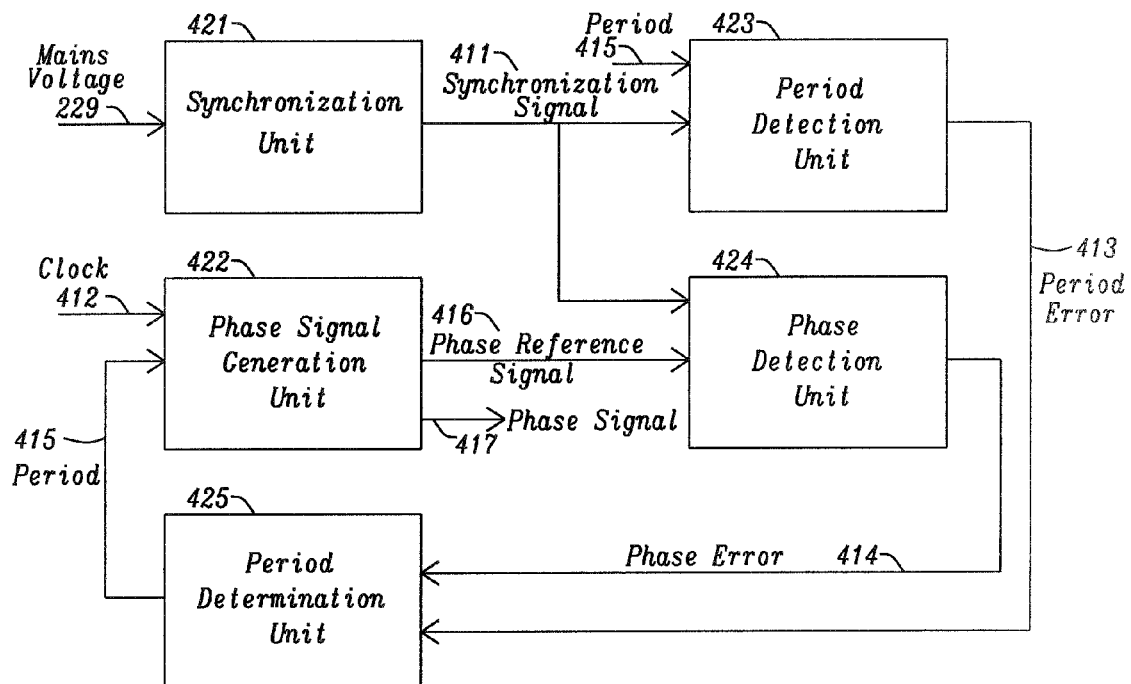 421
Mains
Voltage
229
Synchronization
Unit
411
Synchronization
Signal
Period
415
423
Period
Detection
Unit
413
Period
Error
Clock
412
422
Phase Signal
Generation
Unit
416
Phase Reference
Signal
417
Phase Signal
424
Phase
Detection
Unit
415
Period
425
Period
Determination
Unit
Phase Error
414